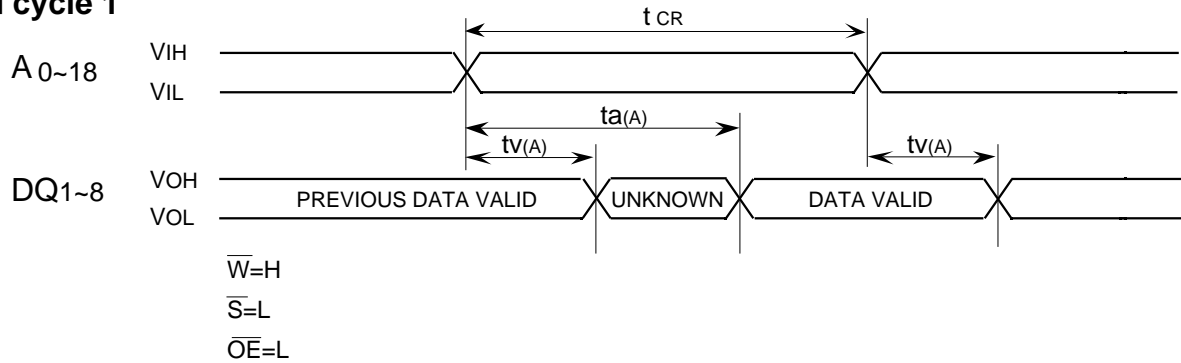 cycle 1
t CR
A 0~18
VIH
VIL
ta(A)
tv(A)
tv(A)
DQ1~8
VOH
VOL
PREVIOUS DATA VALID
UNKNOWN
DATA VALID
W̅=H
S̅=L
O̅E̅=L